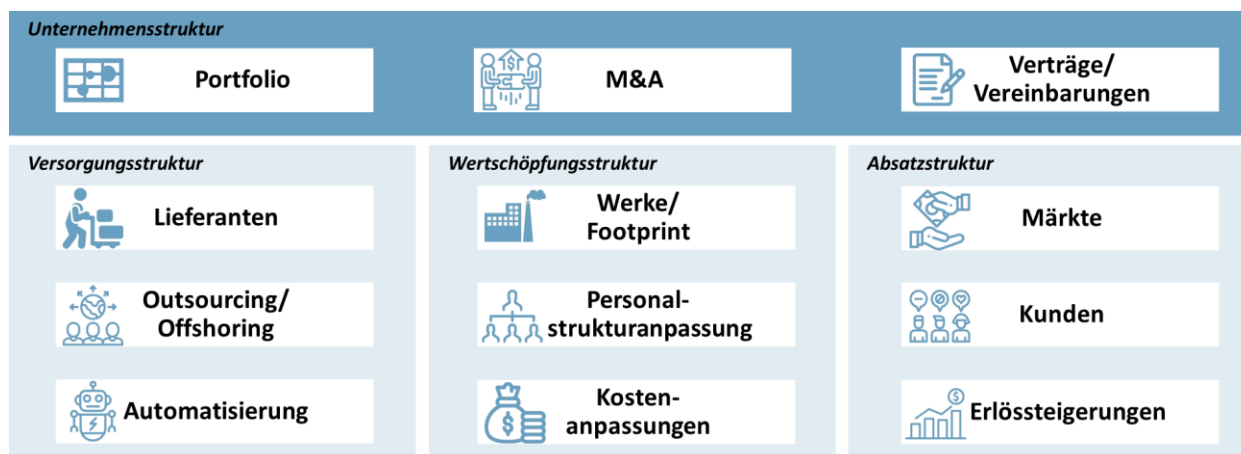 Unternehmensstruktur
Portfolio
M&A
Verträge/
Vereinbarungen
Versorgungsstruktur
Lieferanten
Outsourcing/
Offshoring
Automatisierung
Wertschöpfungsstruktur
Werke/
Footprint
Personal-
strukturanpassung
Kosten-
anpassungen
Absatzstruktur
Märkte
Kunden
Erlössteigerungen